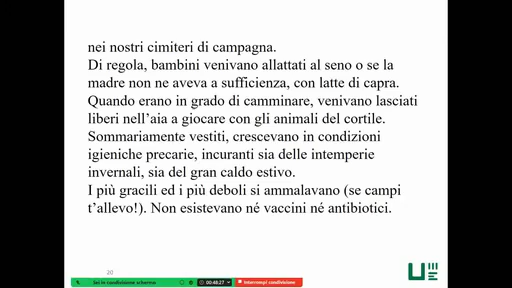 nei nostri cimiteri di campagna.
Di regola, bambini venivano allattati al seno o se la
madre non ne aveva a sufficienza, con latte di capra.
Quando erano in grado di camminare, venivano lasciati
liberi nell'aia a giocare con gli animali del cortile.
Sommariamente vestiti, crescevano in condizioni
igieniche precarie, incuranti sia delle intemperie
invernali, sia del gran caldo estivo.
I più gracili ed i più deboli si ammalavano (se campi
t'allevo!). Non esistevano né vaccini né antibiotici.
20
Sei in condivisione schermo
00:48:27
Interrompi condivisione